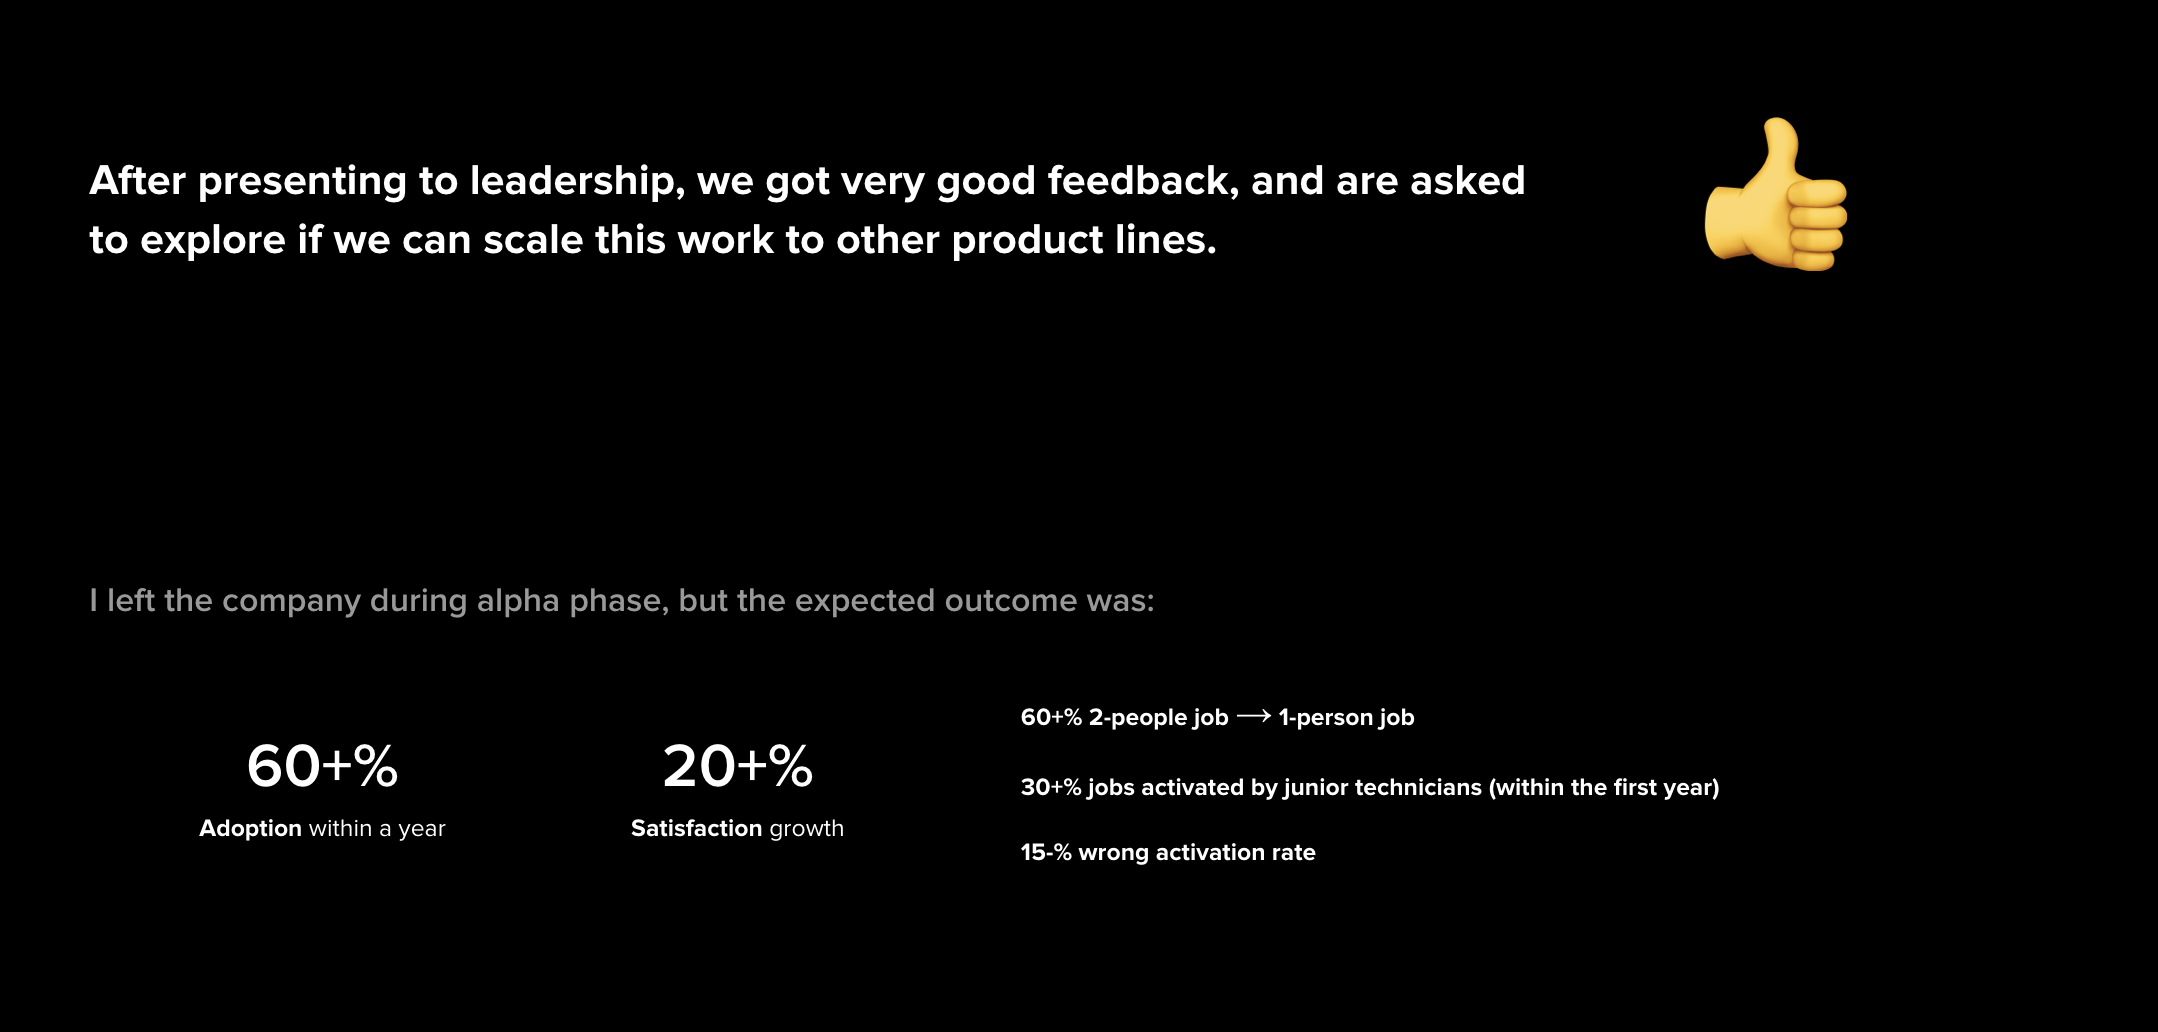 After presenting to leadership, we got very good feedback, and are asked
to explore if we can scale this work to other product lines.
I left the company during alpha phase, but the expected outcome was:
60+%
Adoption within a year
20+%
Satisfaction growth
60+% 2-people job ⟶ 1-person job
30+% jobs activated by junior technicians (within the first year)
15-% wrong activation rate